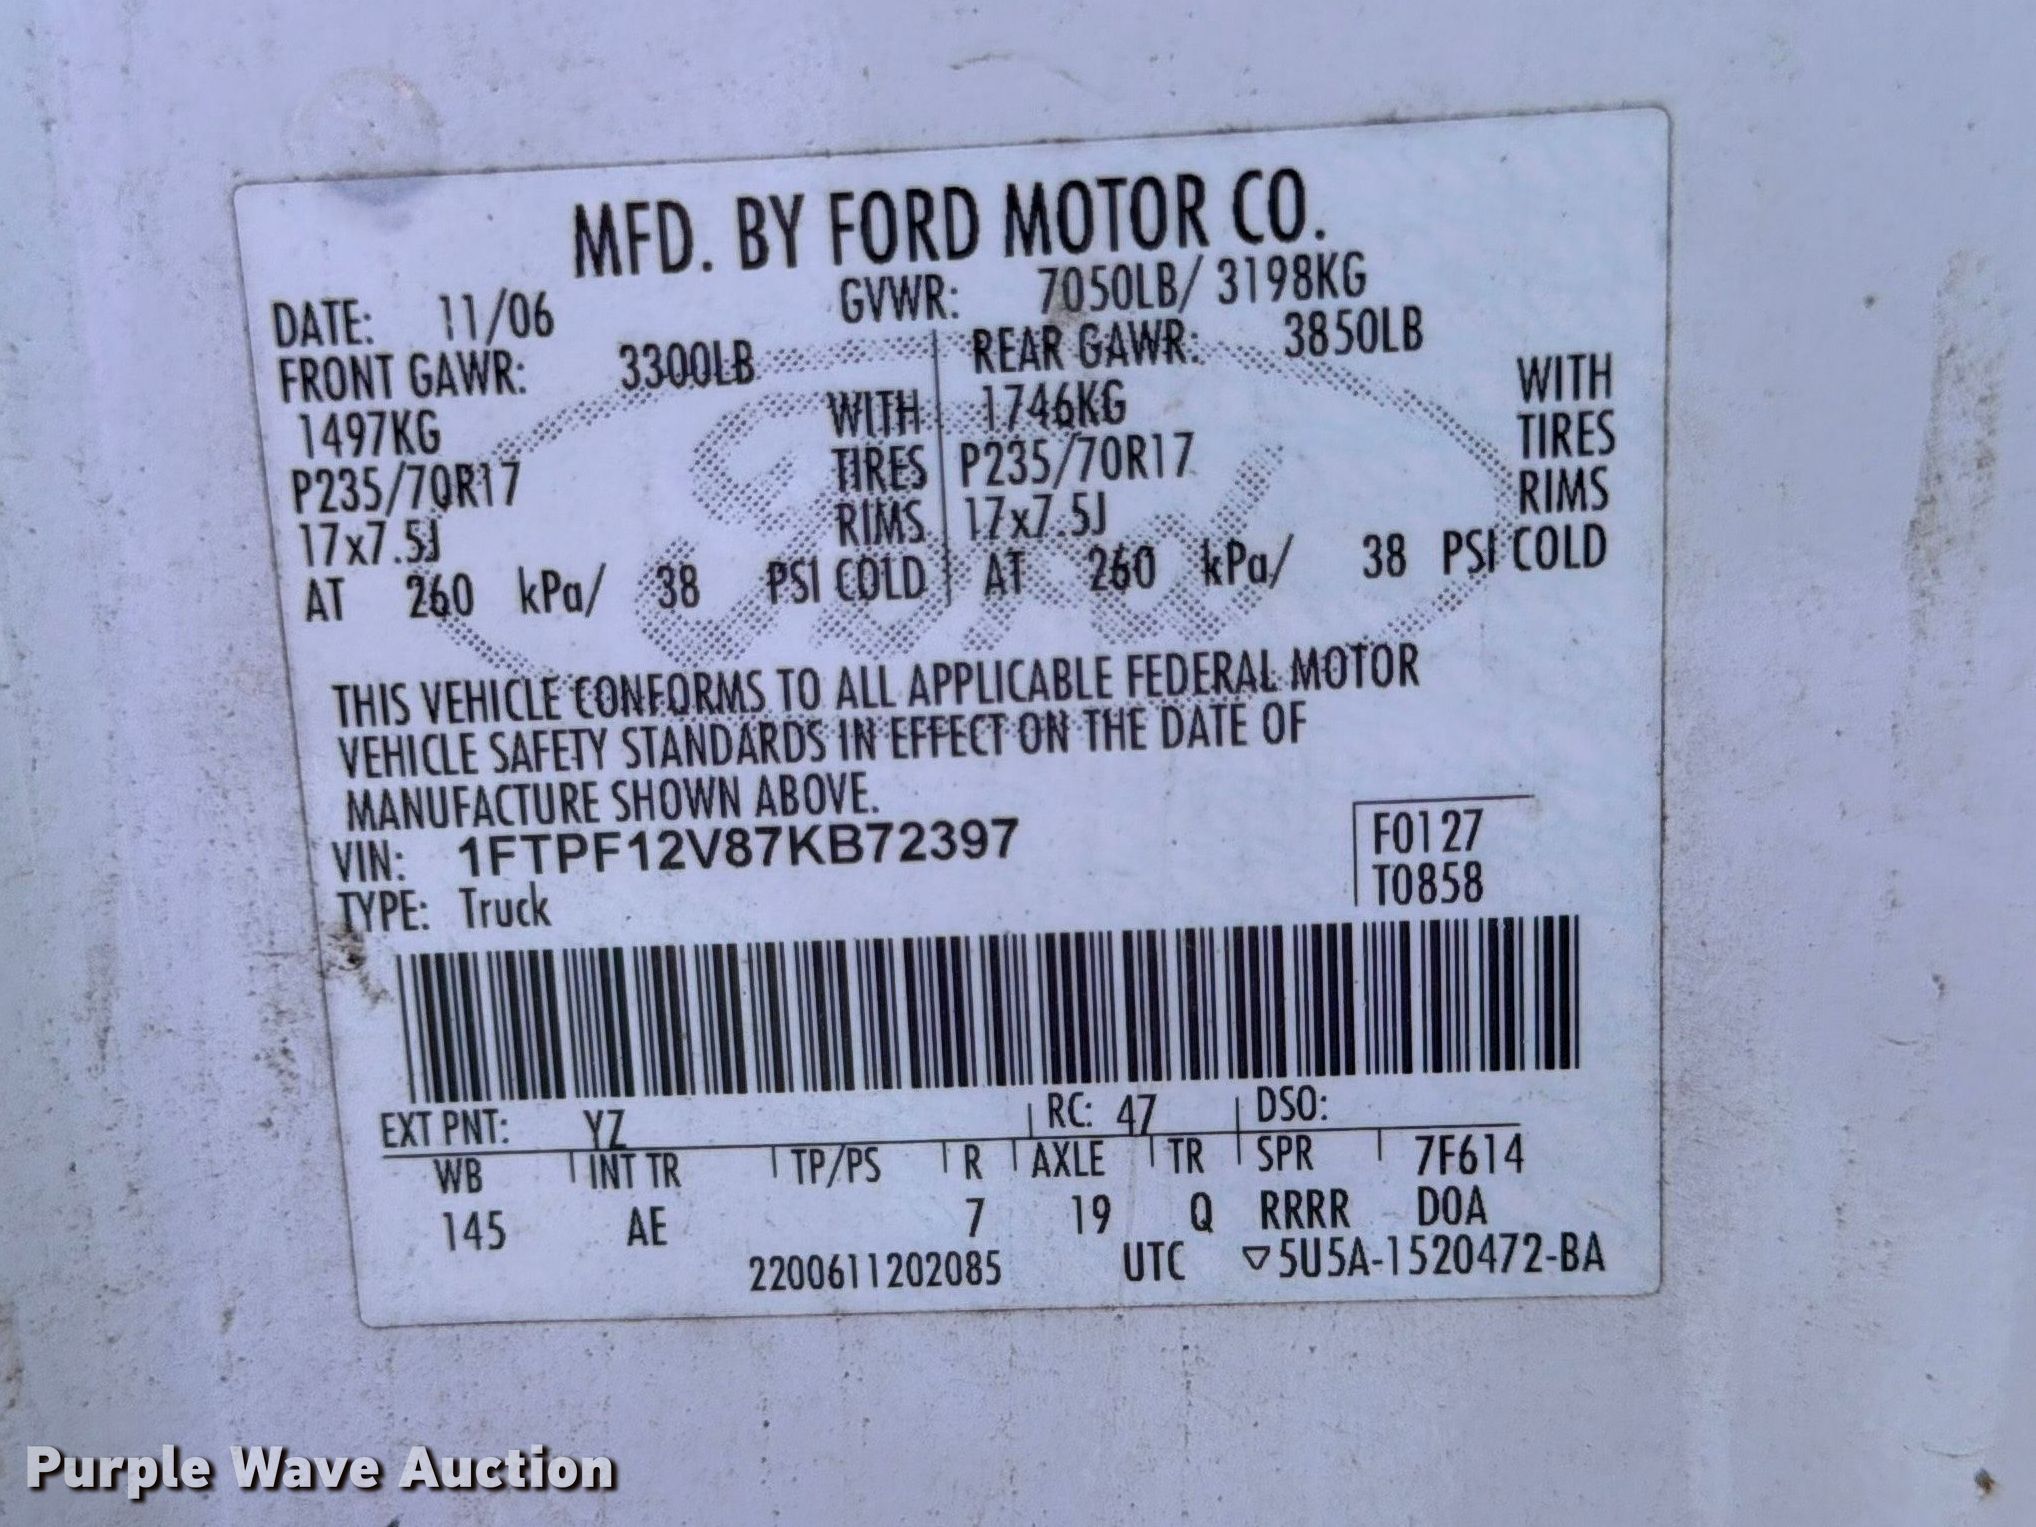 MFD. BY FORD MOTOR CO.
DATE: 11/06 GVWR: 7050LB/ 3198KG
FRONT GAWR: 3300LB REAR GAWR: 3850LB
1497KG WITH 1746KG WITH
P235/70R17 TIRES P235/70R17 TIRES
17x7.5J RIMS 17x7.5J RIMS
AT 260 kPa/ 38 PSI COLD AT 260 kPa/ 38 PSI COLD
Ford
THIS VEHICLE CONFORMS TO ALL APPLICABLE FEDERAL MOTOR
VEHICLE SAFETY STANDARDS IN EFFECT ON THE DATE OF
MANUFACTURE SHOWN ABOVE.
VIN: 1FTPF12V87KB72397 F0127
TYPE: Truck T0858
EXT PNT: YZ RC: 47 DSO:
WB INT TR TP/PS R AXLE TR SPR 7F614
145 AE 7 19 Q RRRR DOA
2200611202085 UTC ▽5U5A-1520472-BA
Purple Wave Auction